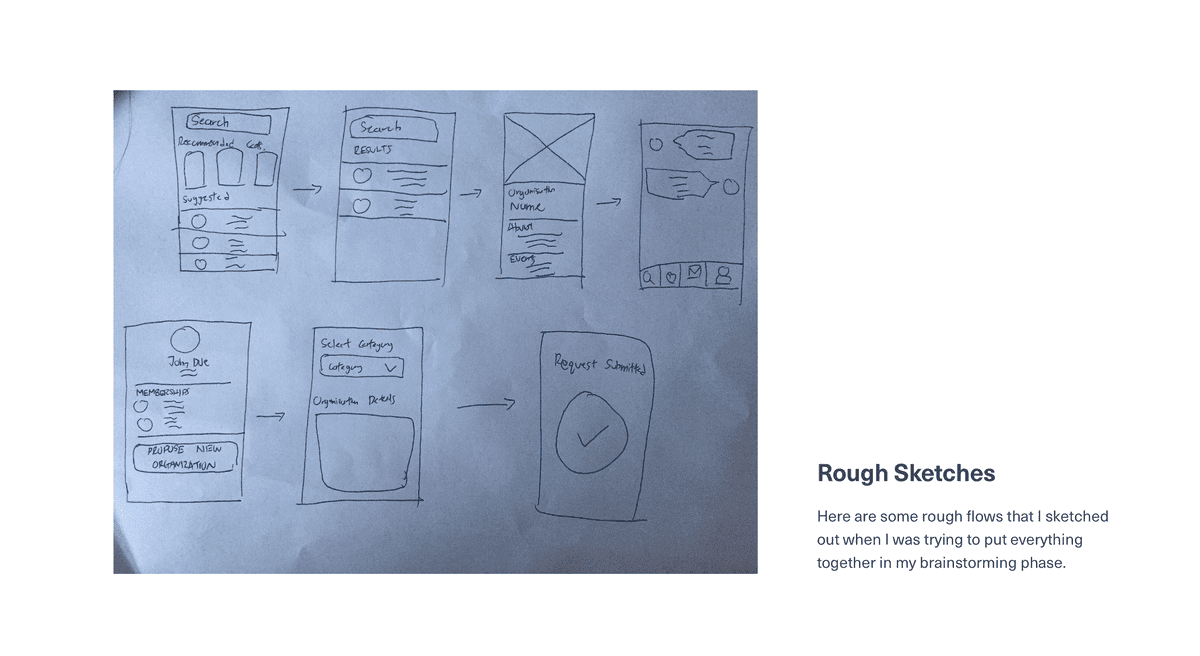 Search
Recommended Cat.
Suggested
Search
RESULTS
Organisation
Name
About
Events
John Doe
MEMBERSHIPS
PROPOSE NEW
ORGANIZATION
Select Category
Category
Organisation Details
Request Submitted
Rough Sketches
Here are some rough flows that I sketched
out when I was trying to put everything
together in my brainstorming phase.